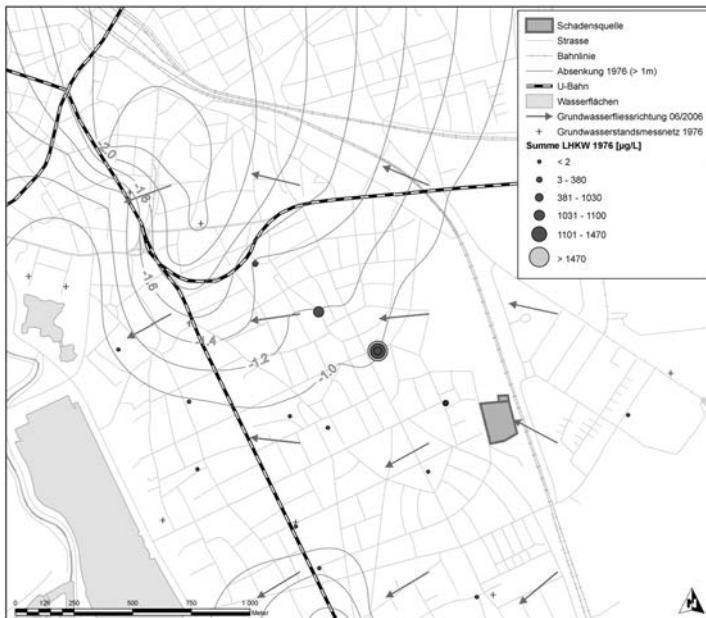 Schadensquelle
Strasse
Bahnlinie
Absenkung 1976 (> 1m)
U-Bahn
Wasserflächen
Grundwasserfliessrichtung 06/2006
Grundwasserstandsmessnetz 1976
Summe LHKW 1976 [µg/L]
< 2
3 - 380
381 - 1030
1031 - 1100
1101 - 1470
> 1470
-2.0
-1.8
-1.6
-1.4
-1.2
-1.0
0 125 250 500 750 1 000
Meter
N